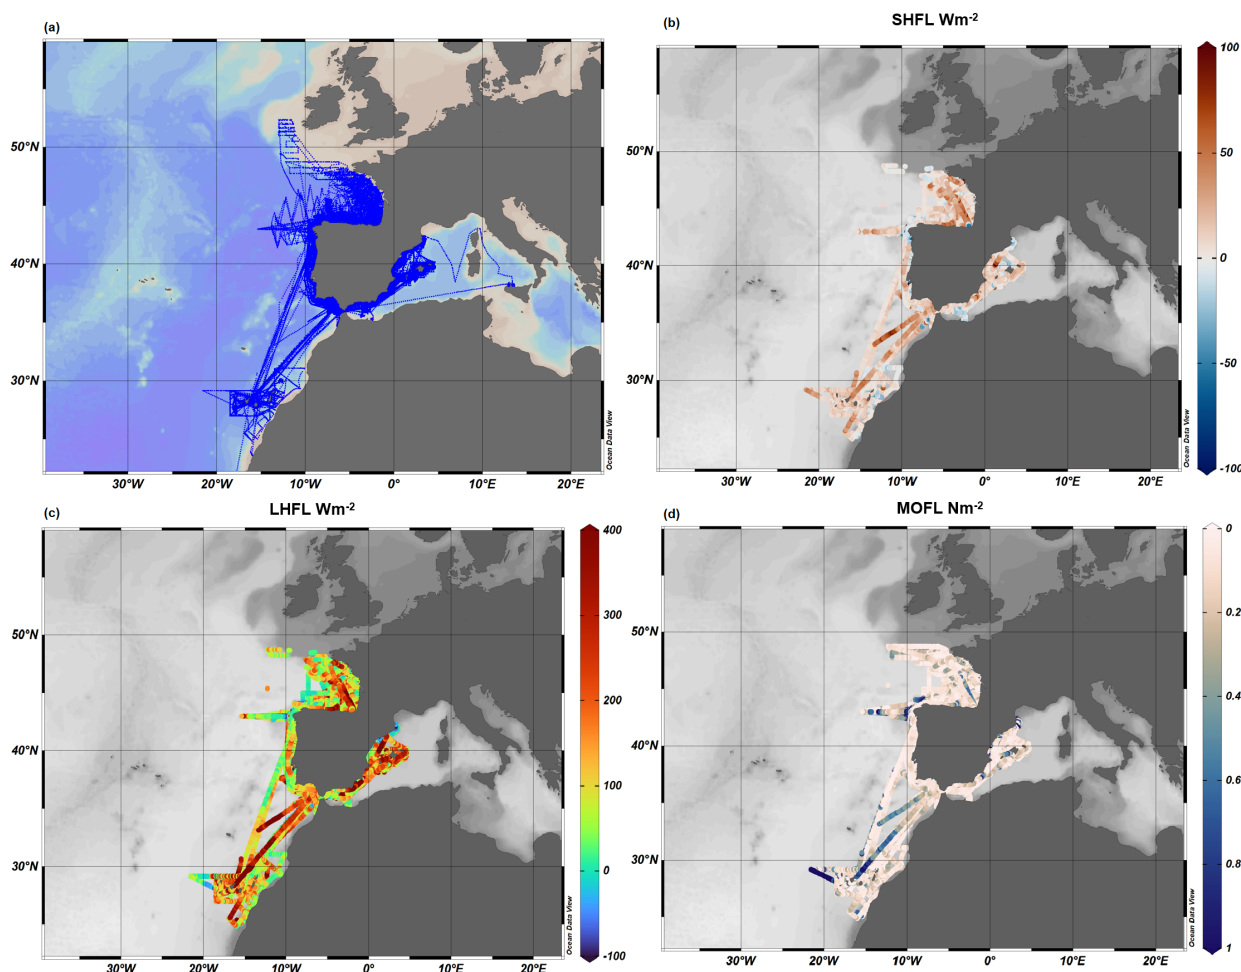 (a)
50°N
40°N
30°N
30°W 20°W 10°W 0° 10°E 20°E
Ocean Data View
(b)
SHFL Wm-2
50°N
40°N
30°N
30°W 20°W 10°W 0° 10°E 20°E
Ocean Data View
100
50
0
-50
-100
(c)
LHFL Wm-2
50°N
40°N
30°N
30°W 20°W 10°W 0° 10°E 20°E
Ocean Data View
400
300
200
100
0
-100
(d)
MOFL Nm-2
50°N
40°N
30°N
30°W 20°W 10°W 0° 10°E 20°E
Ocean Data View
0
0.2
0.4
0.6
0.8
1